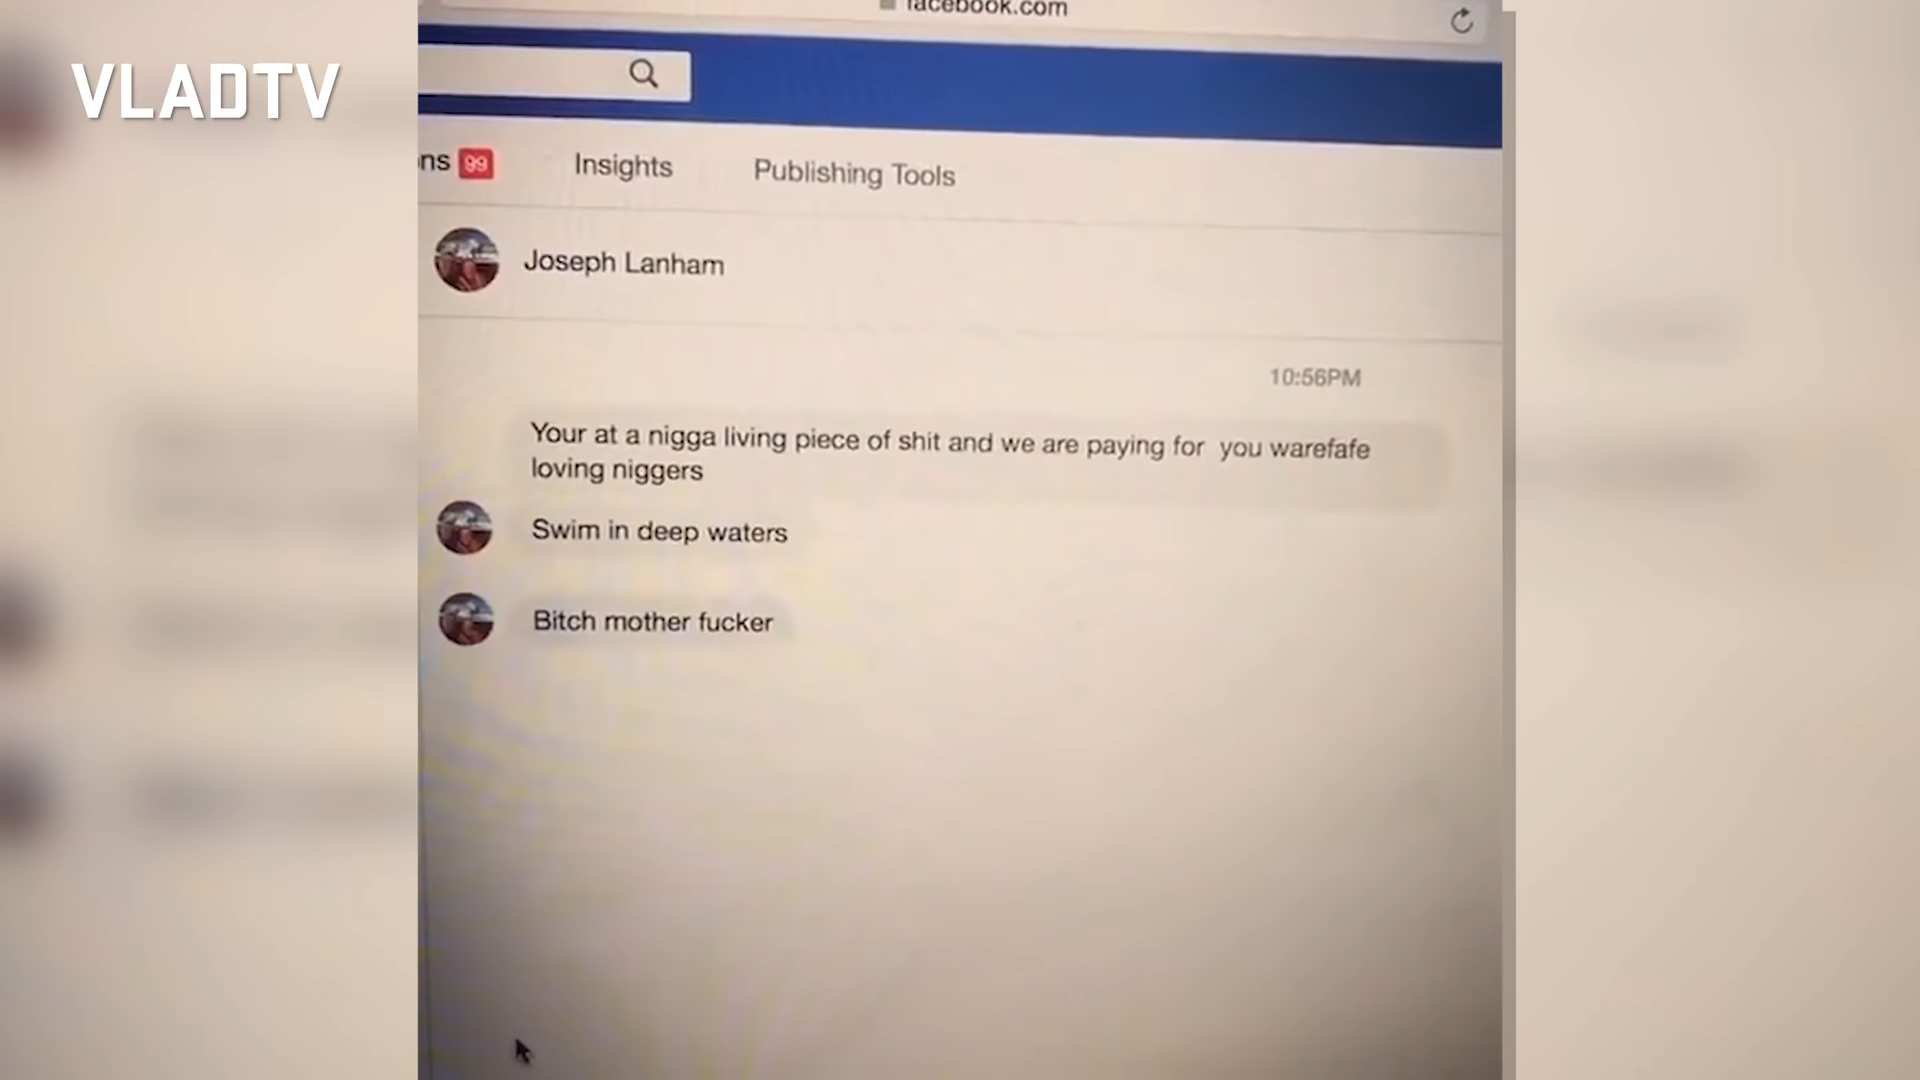 VLADTV
facebook.com
ns 99 Insights Publishing Tools
Joseph Lanham
10:56PM
Your at a nigga living piece of shit and we are paying for you warefafe
loving niggers
Swim in deep waters
Bitch mother fucker